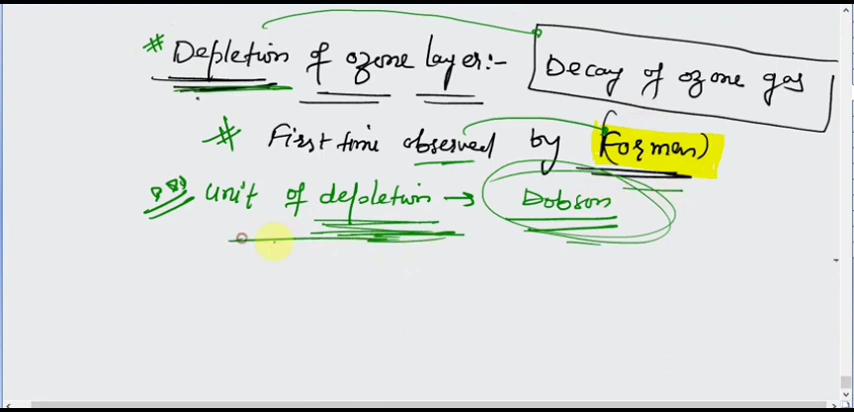 # Depletion of ozone layer:-
Decay of ozone gas
# First time observed by (Forman)
Unit of depletion → Dobson